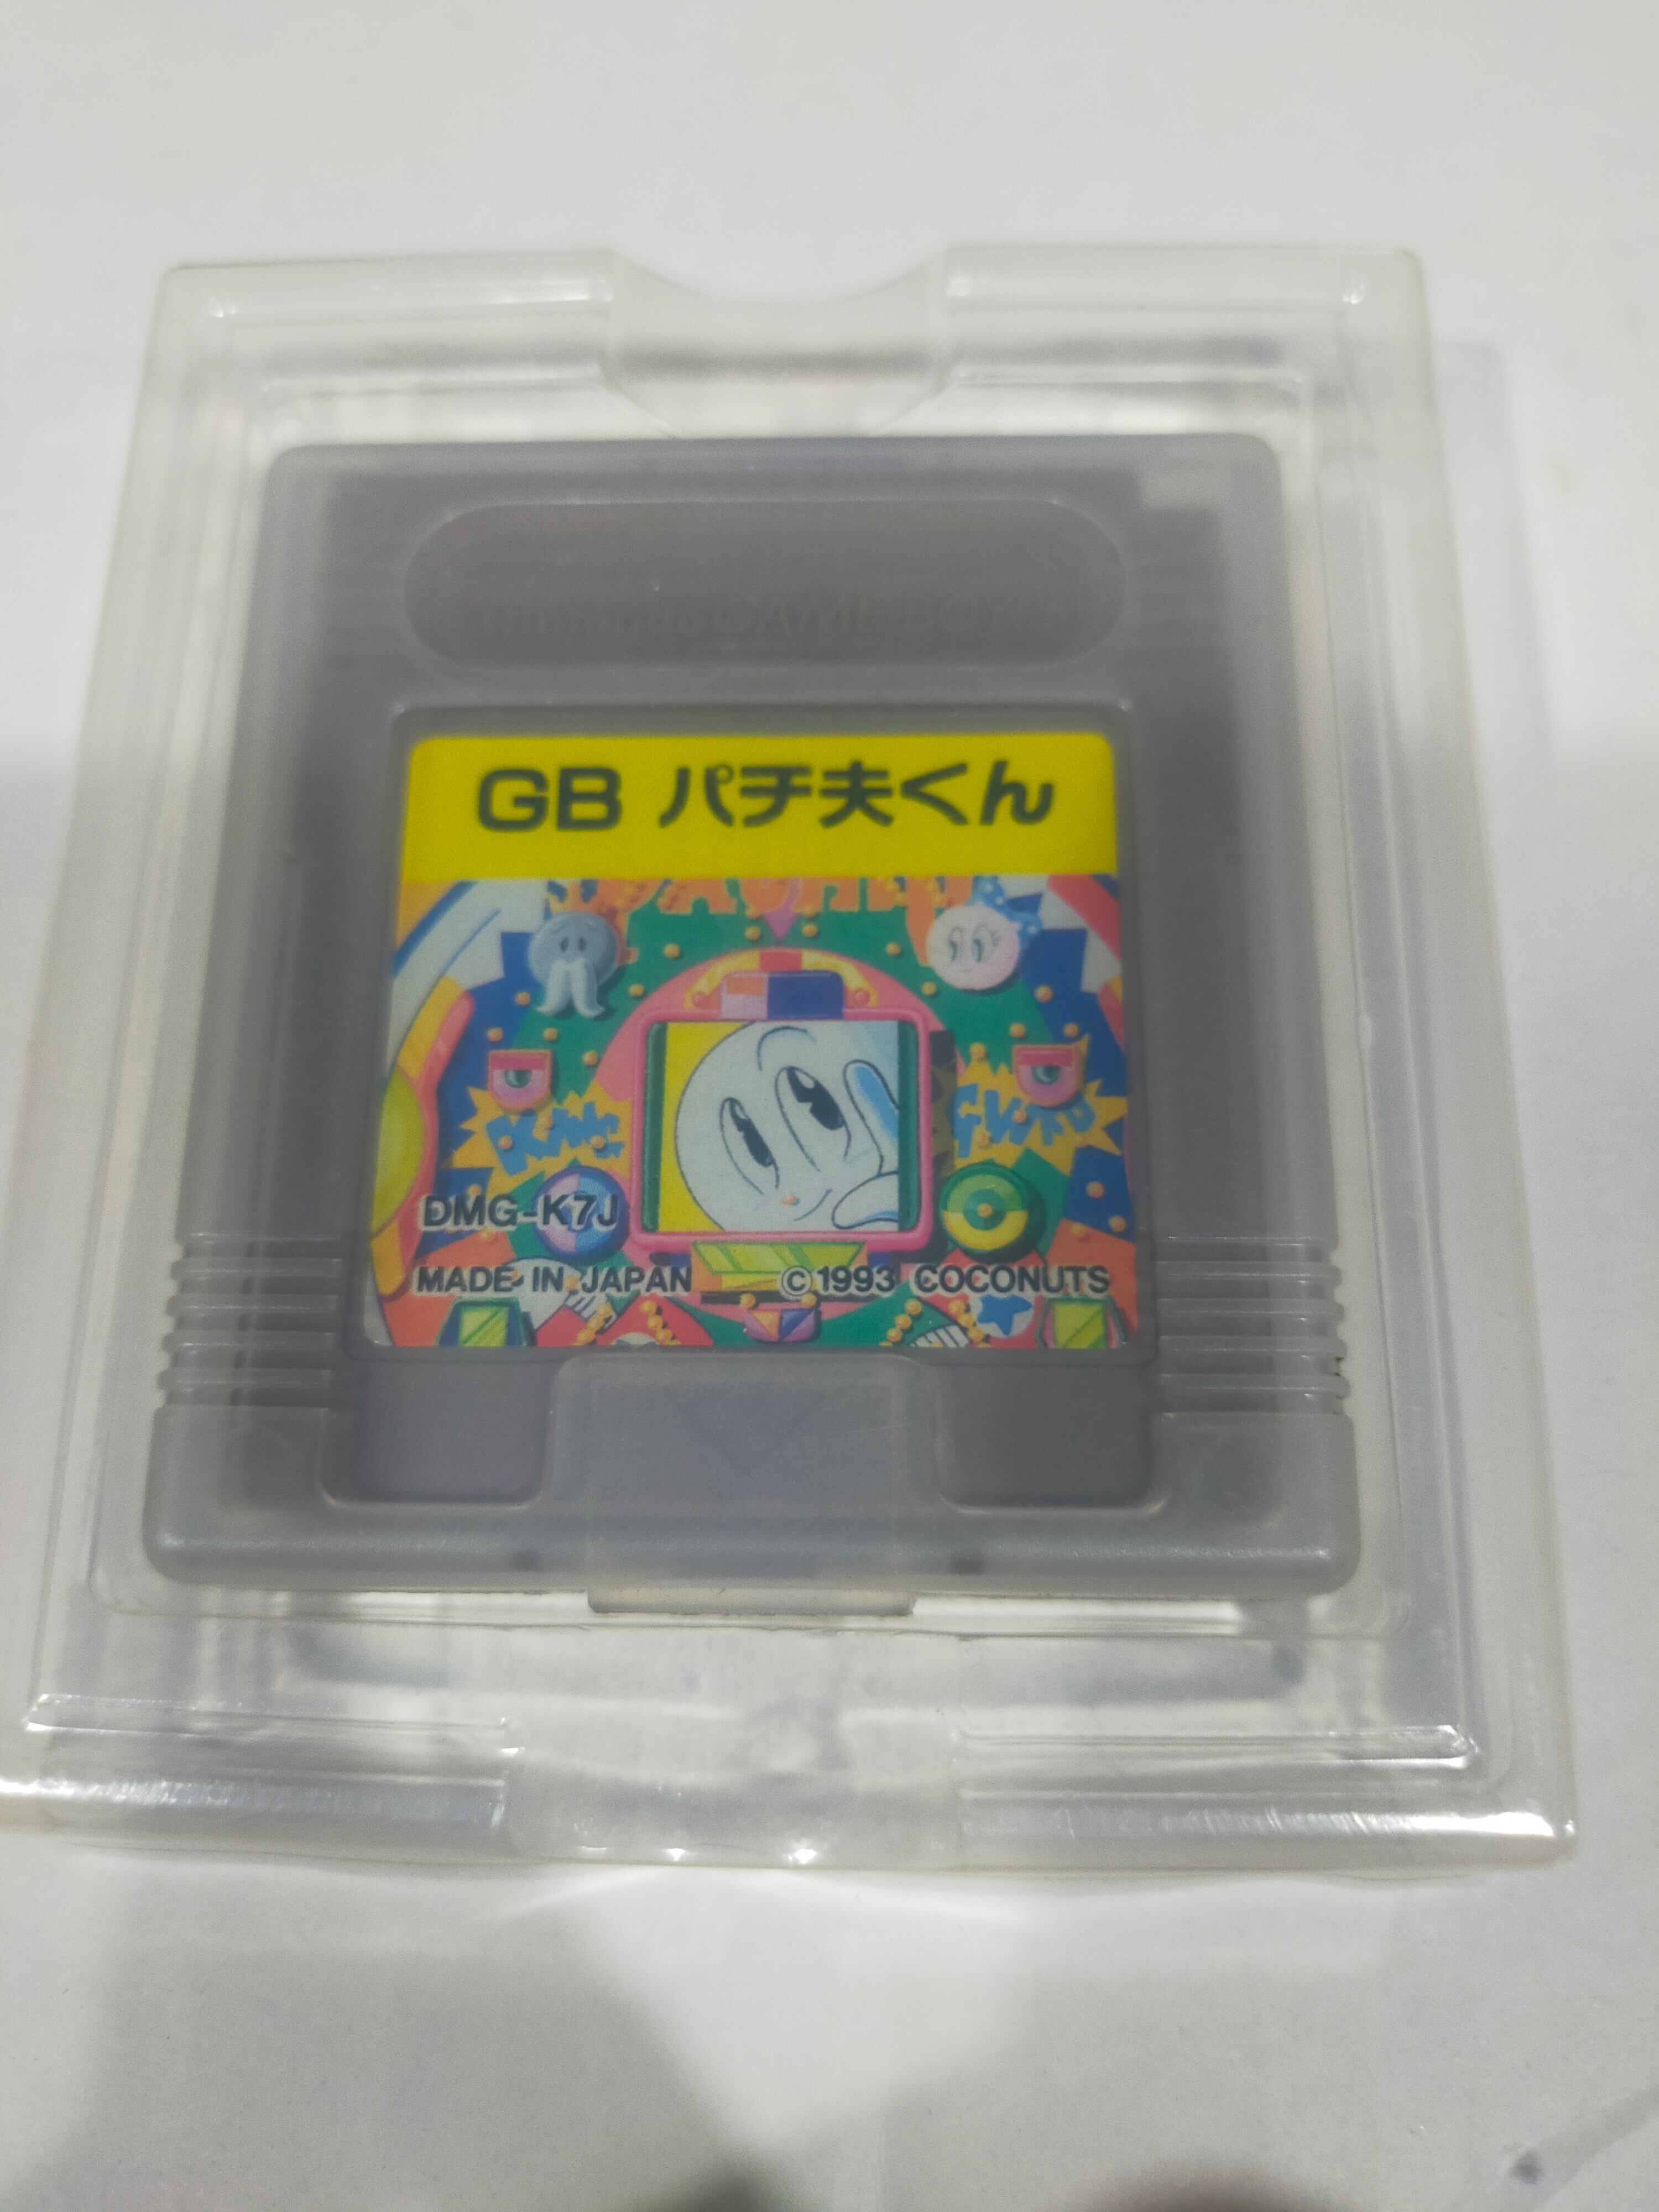 GB パチ夫くん
DMG-K7J
MADE IN JAPAN ©1993 COCONUTS